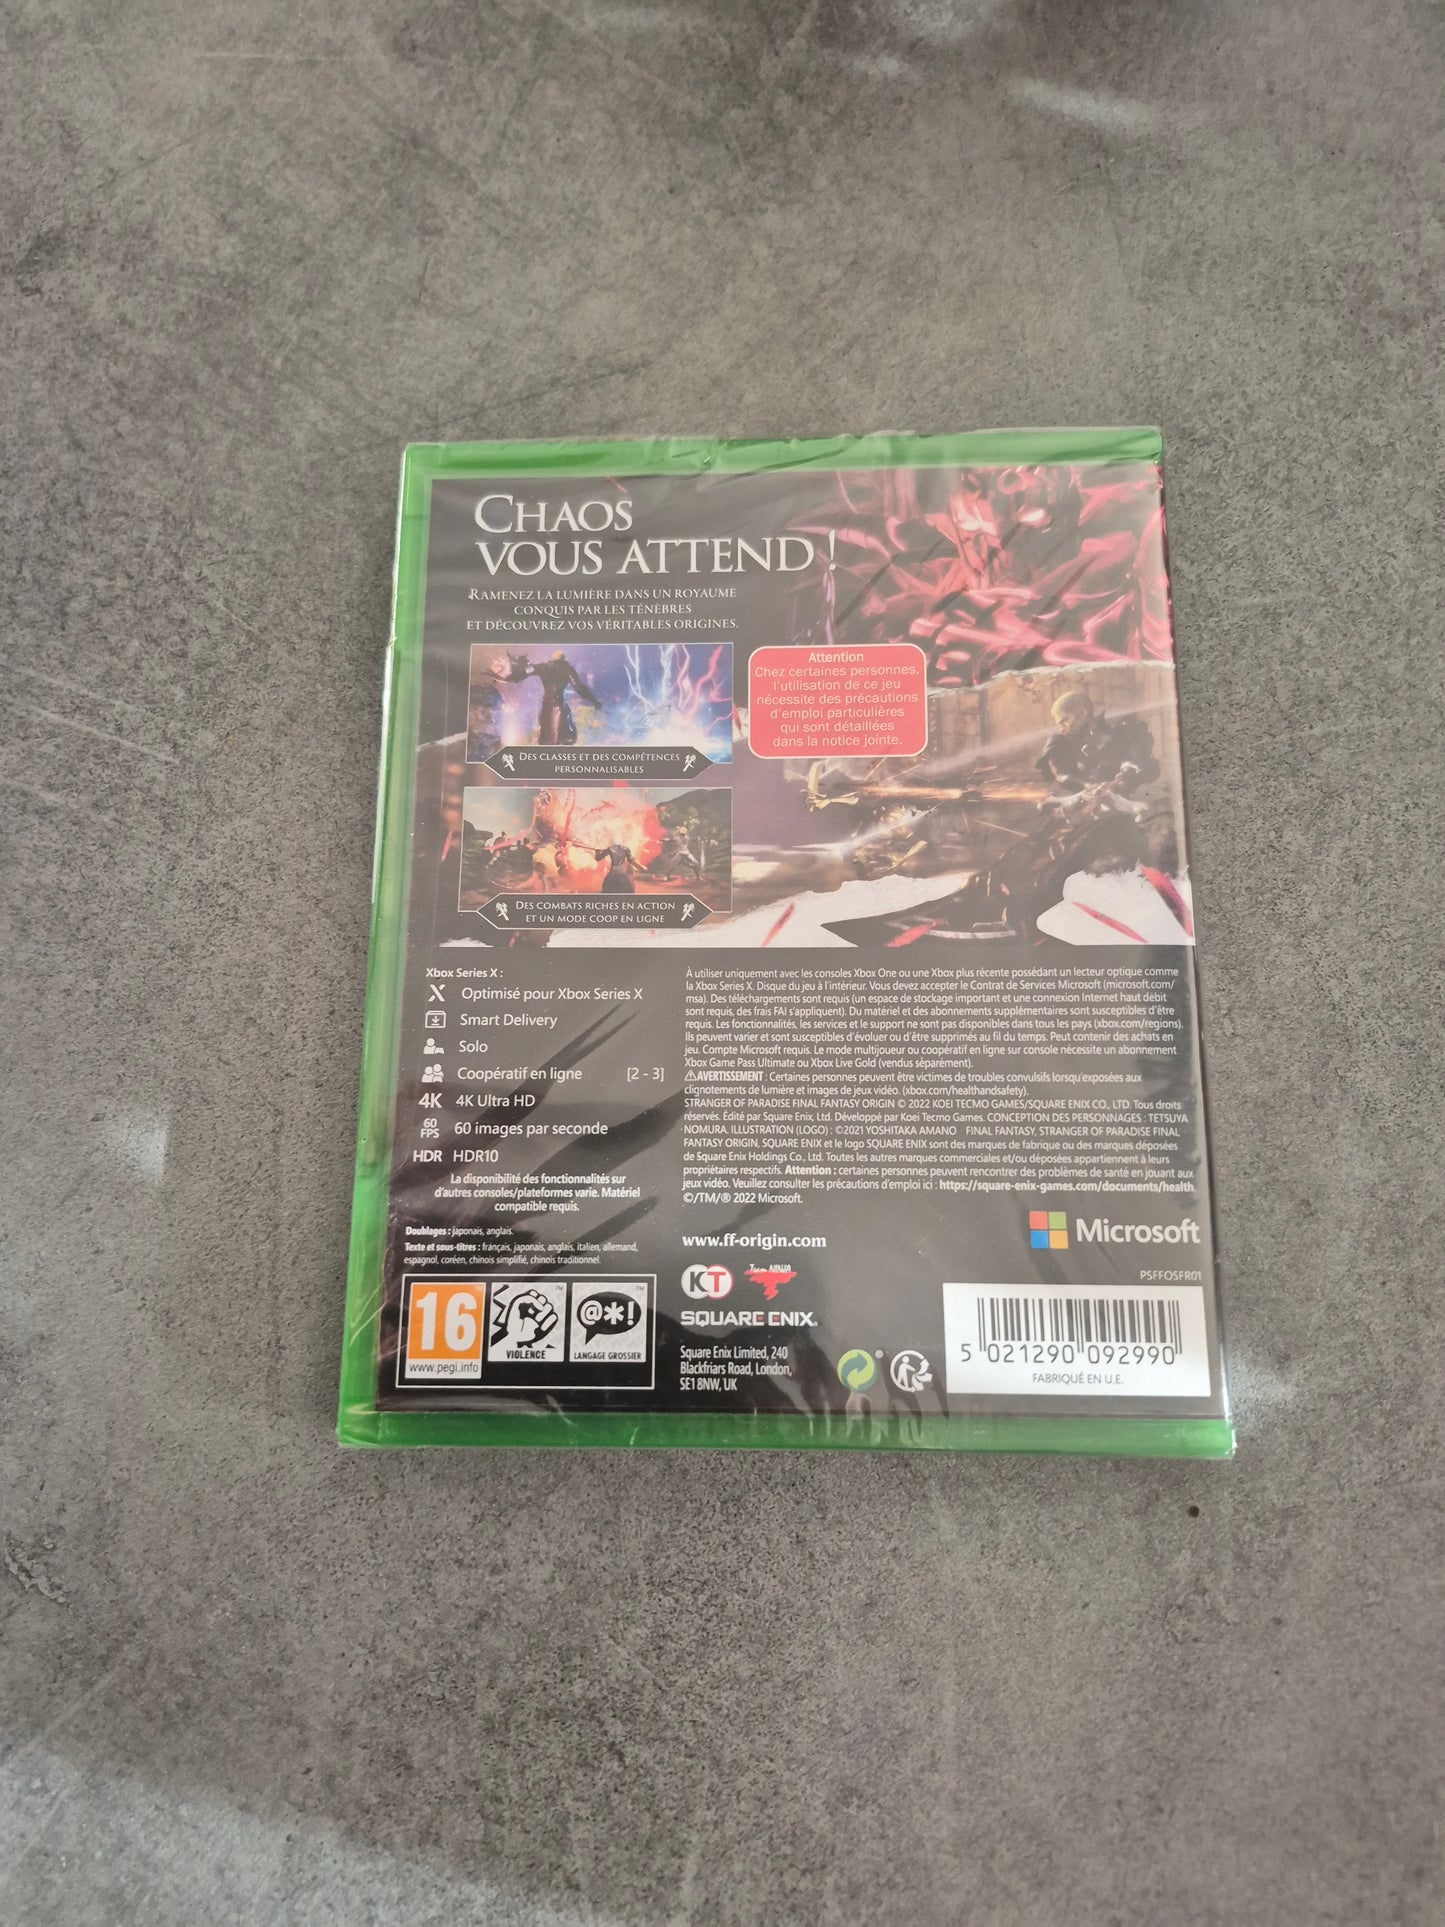 CHAOS
VOUS ATTEND !
RAMENEZ LA LUMIÈRE DANS UN ROYAUME
CONQUIS PAR LES TÉNÈBRES
ET DÉCOUVREZ VOS VÉRITABLES ORIGINES.
Attention
Chez certaines personnes,
l'utilisation de ce jeu
nécessite des précautions
d'emploi particulières
qui sont détaillées
dans la notice jointe.
DES CLASSES ET DES COMPÉTENCES
PERSONNALISABLES
DES COMBATS RICHES EN ACTION
ET UN MODE COOP EN LIGNE
Xbox Series X :
X Optimisé pour Xbox Series X
Smart Delivery
Solo
Coopératif en ligne [2 - 3]
4K 4K Ultra HD
60 FPS 60 images par seconde
HDR HDR10
La disponibilité des fonctionnalités sur
d'autres consoles/plateformes varie. Matériel
compatible requis.
Doublages : japonais, anglais.
Texte et sous-titres : français, japonais, anglais, italien, allemand,
espagnol, coréen, chinois simplifié, chinois traditionnel.
16
www.pegi.info
VIOLENCE
@*!
LANGAGE GROSSIER
À utiliser uniquement avec les consoles Xbox One ou une Xbox plus récente possédant un lecteur optique comme
la Xbox Series X. Disque du jeu à l'intérieur. Vous devez accepter le Contrat de Services Microsoft (microsoft.com/
msa). Des téléchargements sont requis (un espace de stockage important et une connexion Internet haut débit
sont requis, des frais FAI s'appliquent). Du matériel et des abonnements supplémentaires sont susceptibles d'être
requis. Les fonctionnalités, les services et le support ne sont pas disponibles dans tous les pays (xbox.com/regions).
Ils peuvent varier et sont susceptibles d'évoluer ou d'être supprimés au fil du temps. Peut contenir des achats en
jeu. Compte Microsoft requis. Le mode multijoueur ou coopératif en ligne sur console nécessite un abonnement
Xbox Game Pass Ultimate ou Xbox Live Gold (vendus séparément).
⚠AVERTISSEMENT : Certaines personnes peuvent être victimes de troubles convulsifs lorsqu'exposées aux
clignotements de lumière et images de jeux vidéo. (xbox.com/healthandsafety).
STRANGER OF PARADISE FINAL FANTASY ORIGIN © 2022 KOEI TECMO GAMES/SQUARE ENIX CO., LTD. Tous droits
réservés. Édité par Square Enix, Ltd. Développé par Koei Tecmo Games. CONCEPTION DES PERSONNAGES : TETSUYA
NOMURA. ILLUSTRATION (LOGO) : ©2021 YOSHITAKA AMANO FINAL FANTASY, STRANGER OF PARADISE FINAL
FANTASY ORIGIN, SQUARE ENIX et le logo SQUARE ENIX sont des marques de fabrique ou des marques déposées
de Square Enix Holdings Co., Ltd. Toutes les autres marques commerciales et/ou déposées appartiennent à leurs
propriétaires respectifs. Attention : certaines personnes peuvent rencontrer des problèmes de santé en jouant aux
jeux vidéo. Veuillez consulter les précautions d'emploi ici : https://square-enix-games.com/documents/health.
©/TM/® 2022 Microsoft.
Microsoft
www.ff-origin.com
PSFFOSFR01
KT Team NINJA
SQUARE ENIX.
Square Enix Limited, 240
Blackfriars Road, London,
SE1 8NW, UK
5 021290 092990
FABRIQUÉ EN U.E.